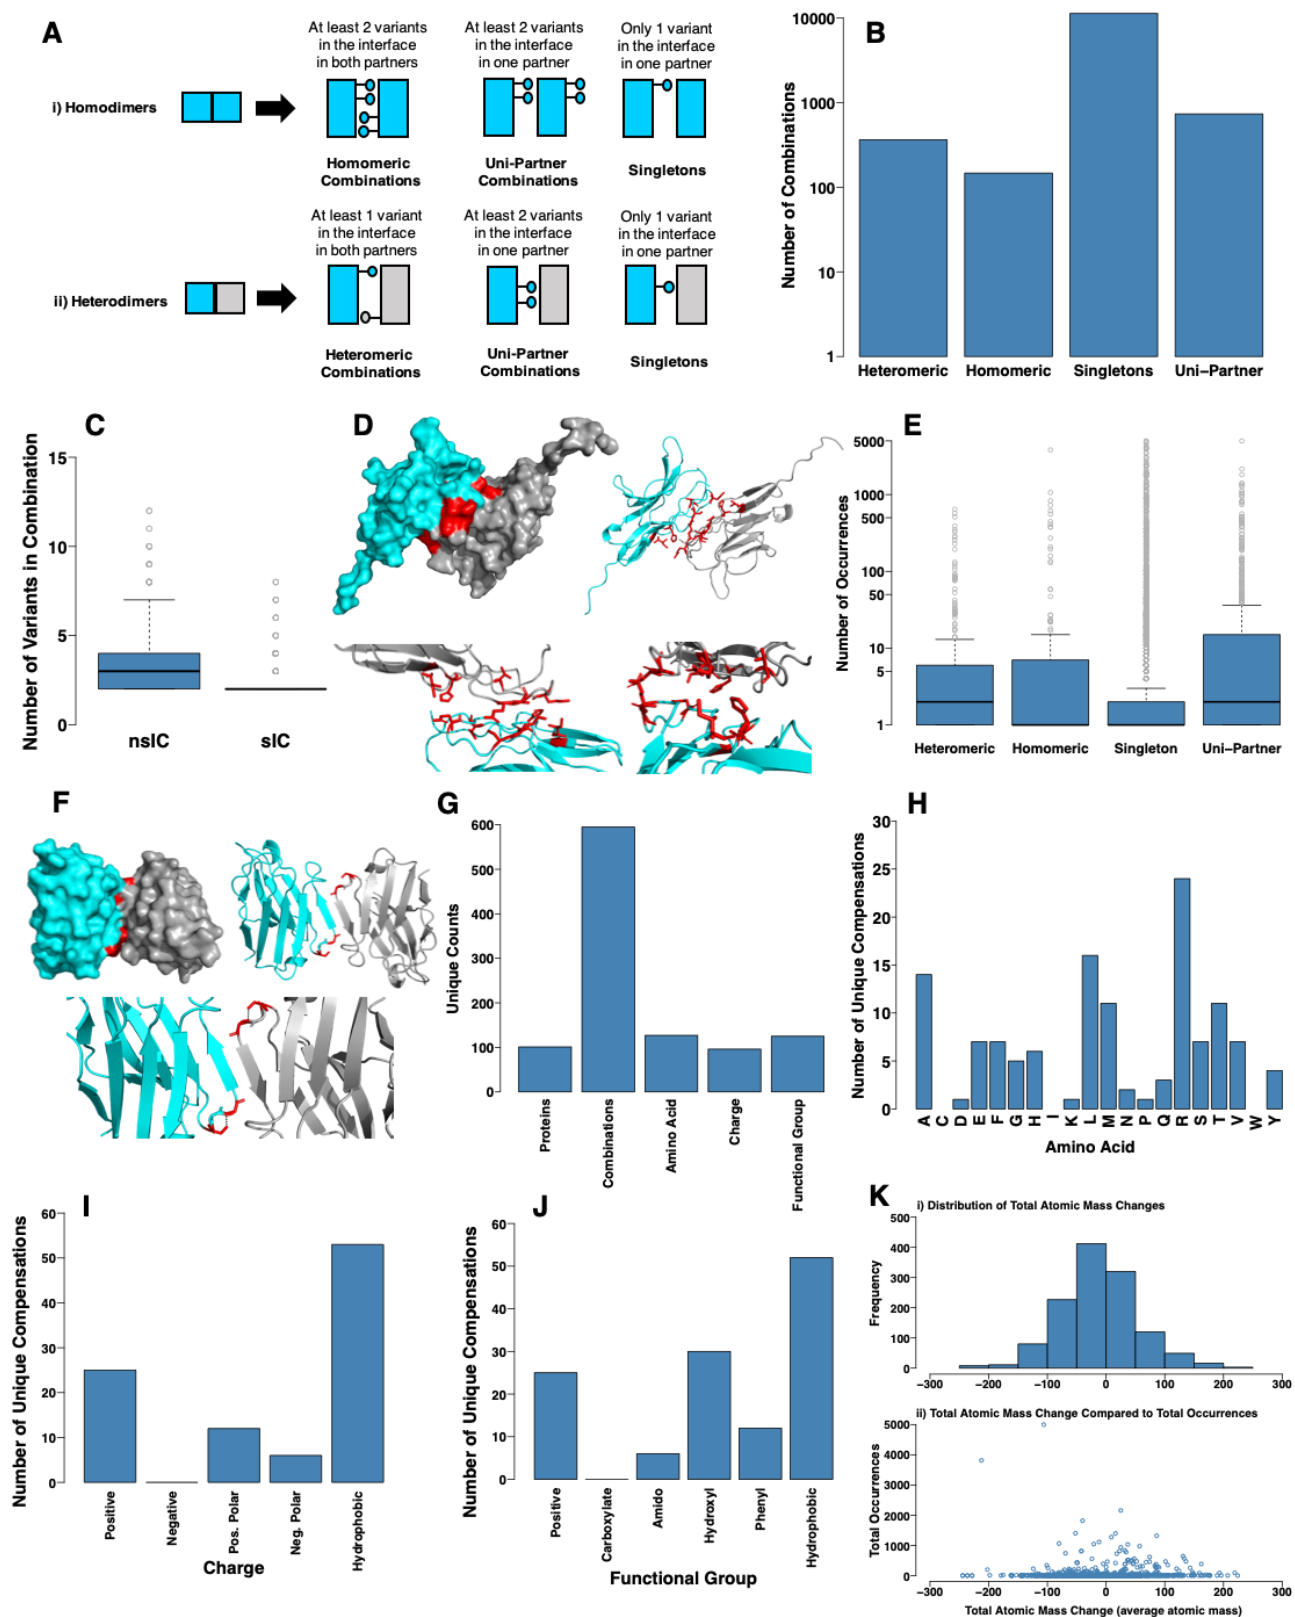 A
At least 2 variants
in the interface
in both partners
At least 2 variants
in the interface
in one partner
Only 1 variant
in the interface
in one partner
i) Homodimers
Homomeric
Combinations
Uni-Partner
Combinations
Singletons
At least 1 variant
in the interface
in both partners
At least 2 variants
in the interface
in one partner
Only 1 variant
in the interface
in one partner
ii) Heterodimers
Heteromeric
Combinations
Uni-Partner
Combinations
Singletons
B
Number of Combinations
10000
1000
100
10
1
Heteromeric
Homomeric
Singletons
Uni−Partner
C
Number of Variants in Combination
15
10
5
0
nsIC
sIC
D
E
Number of Occurrences
5000
1000
500
100
50
10
5
1
Heteromeric
Homomeric
Singleton
Uni−Partner
F
G
Unique Counts
600
500
400
300
200
100
0
Proteins
Combinations
Amino Acid
Charge
Functional Group
H
Number of Unique Compensations
30
25
20
15
10
5
0
A
C
D
E
F
G
H
I
K
L
M
N
P
Q
R
S
T
V
W
Y
Amino Acid
I
Number of Unique Compensations
60
50
40
30
20
10
0
Positive
Negative
Pos. Polar
Neg. Polar
Hydrophobic
Charge
J
Number of Unique Compensations
60
50
40
30
20
10
0
Positive
Carboxylate
Amido
Hydroxyl
Phenyl
Hydrophobic
Functional Group
K
i) Distribution of Total Atomic Mass Changes
Frequency
500
400
300
200
100
0
−300
−200
−100
0
100
200
300
ii) Total Atomic Mass Change Compared to Total Occurrences
Total Occurrences
5000
4000
3000
2000
1000
0
−300
−200
−100
0
100
200
300
Total Atomic Mass Change (average atomic mass)